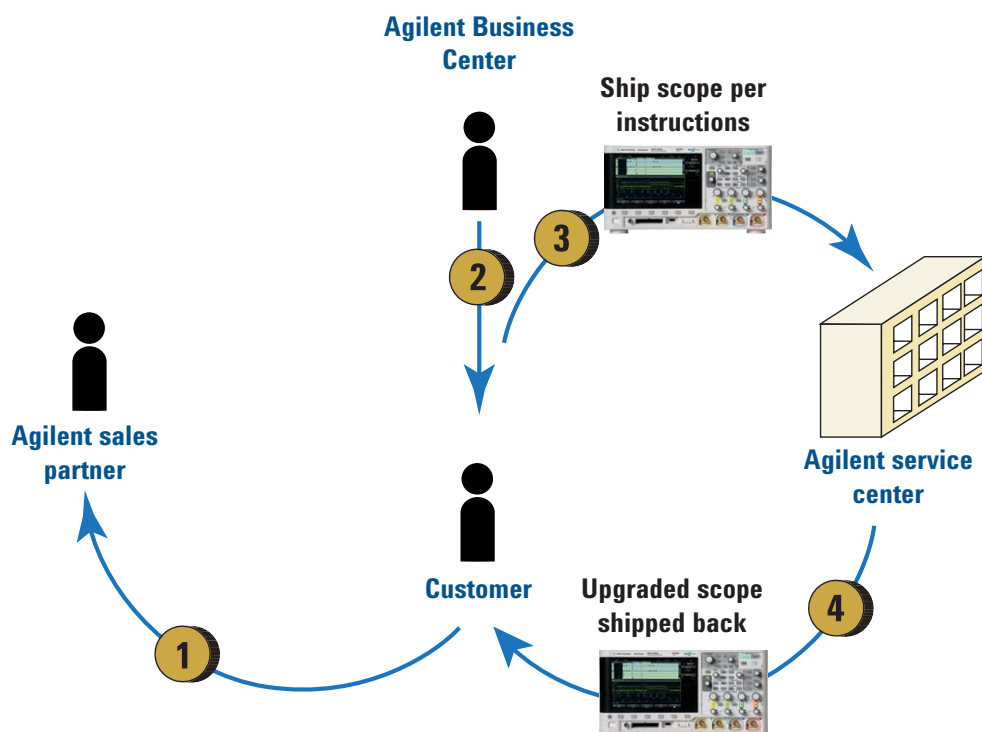 Agilent Business
Center
Ship scope per
instructions
3
2
Agilent sales
partner
Agilent service
center
Customer
Upgraded scope
shipped back
4
1